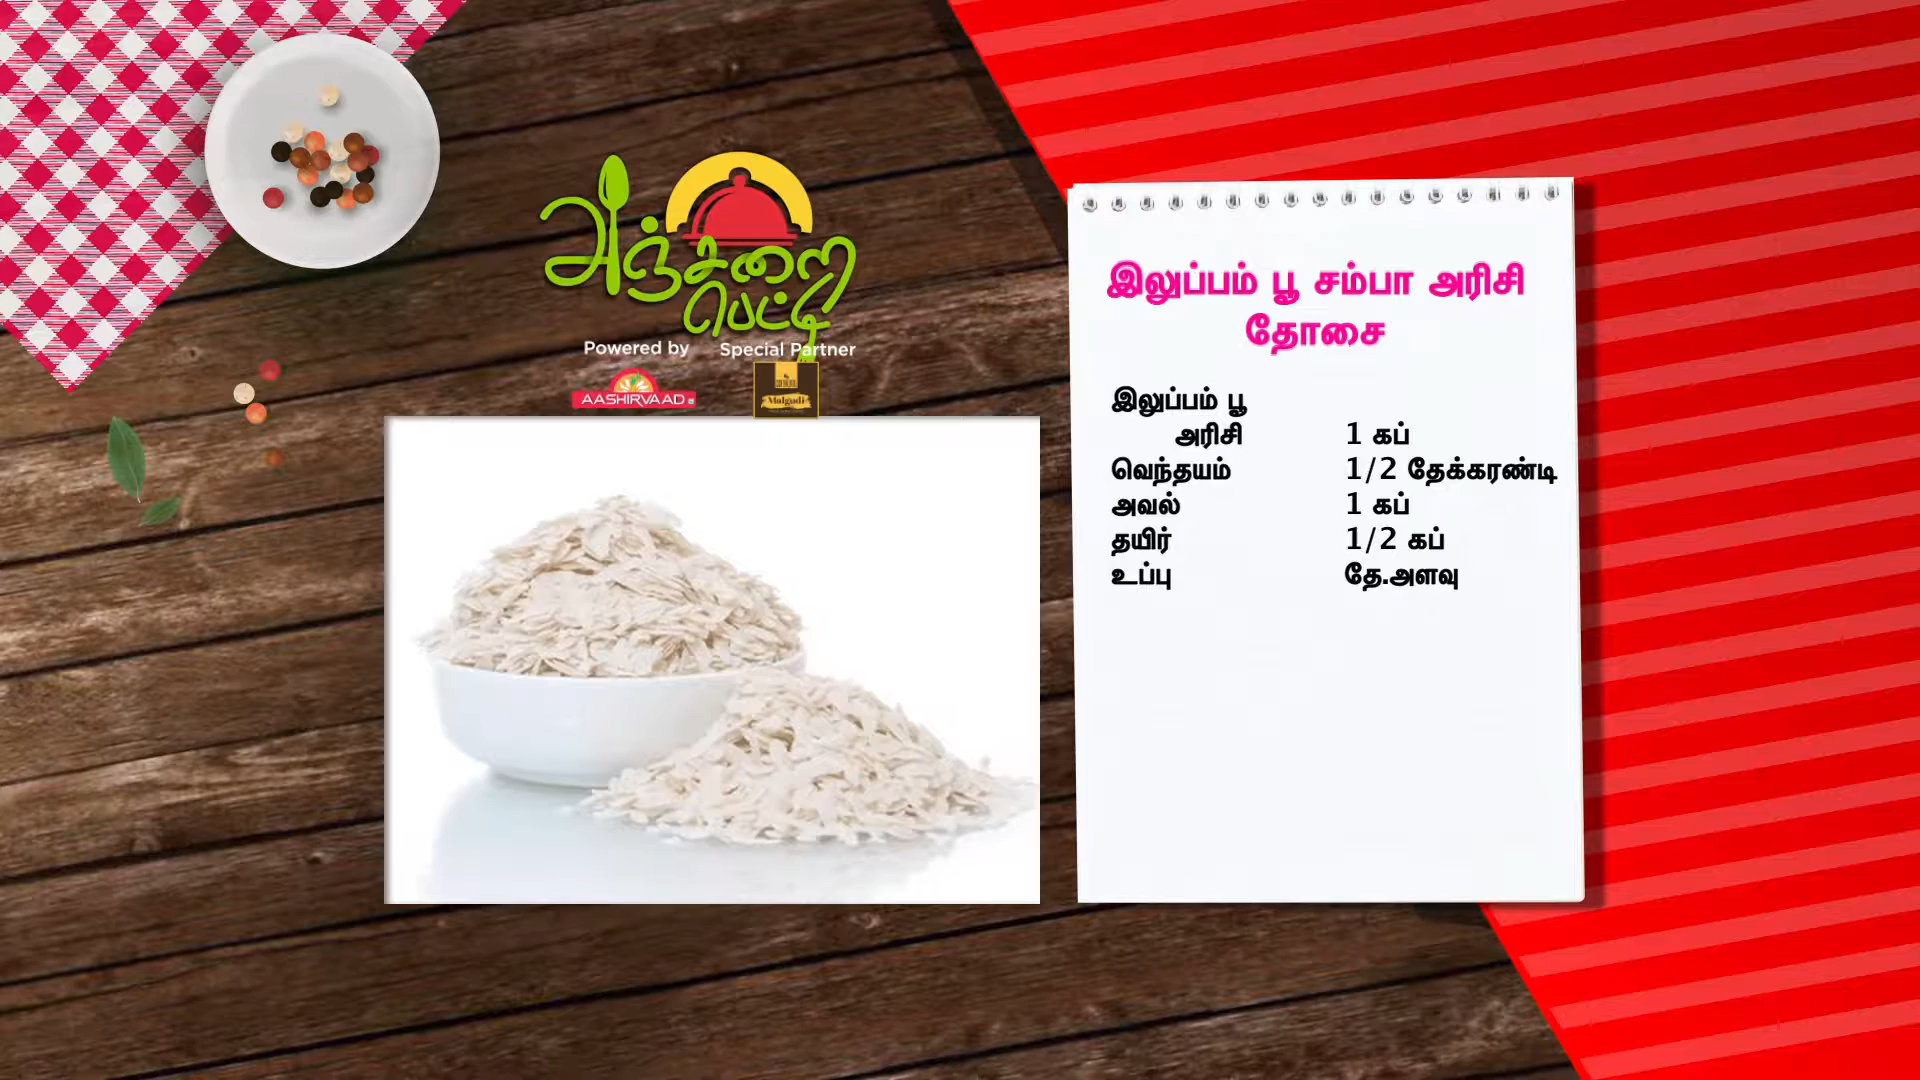 அஞ்சறை
பெட்டி
Powered by Special Partner
AASHIRVAAD
Malgudi
இலுப்பம் பூ சம்பா அரிசி
தோசை
இலுப்பம் பூ
அரிசி 1 கப்
வெந்தயம் 1/2 தேக்கரண்டி
அவல் 1 கப்
தயிர் 1/2 கப்
உப்பு தே.அளவு